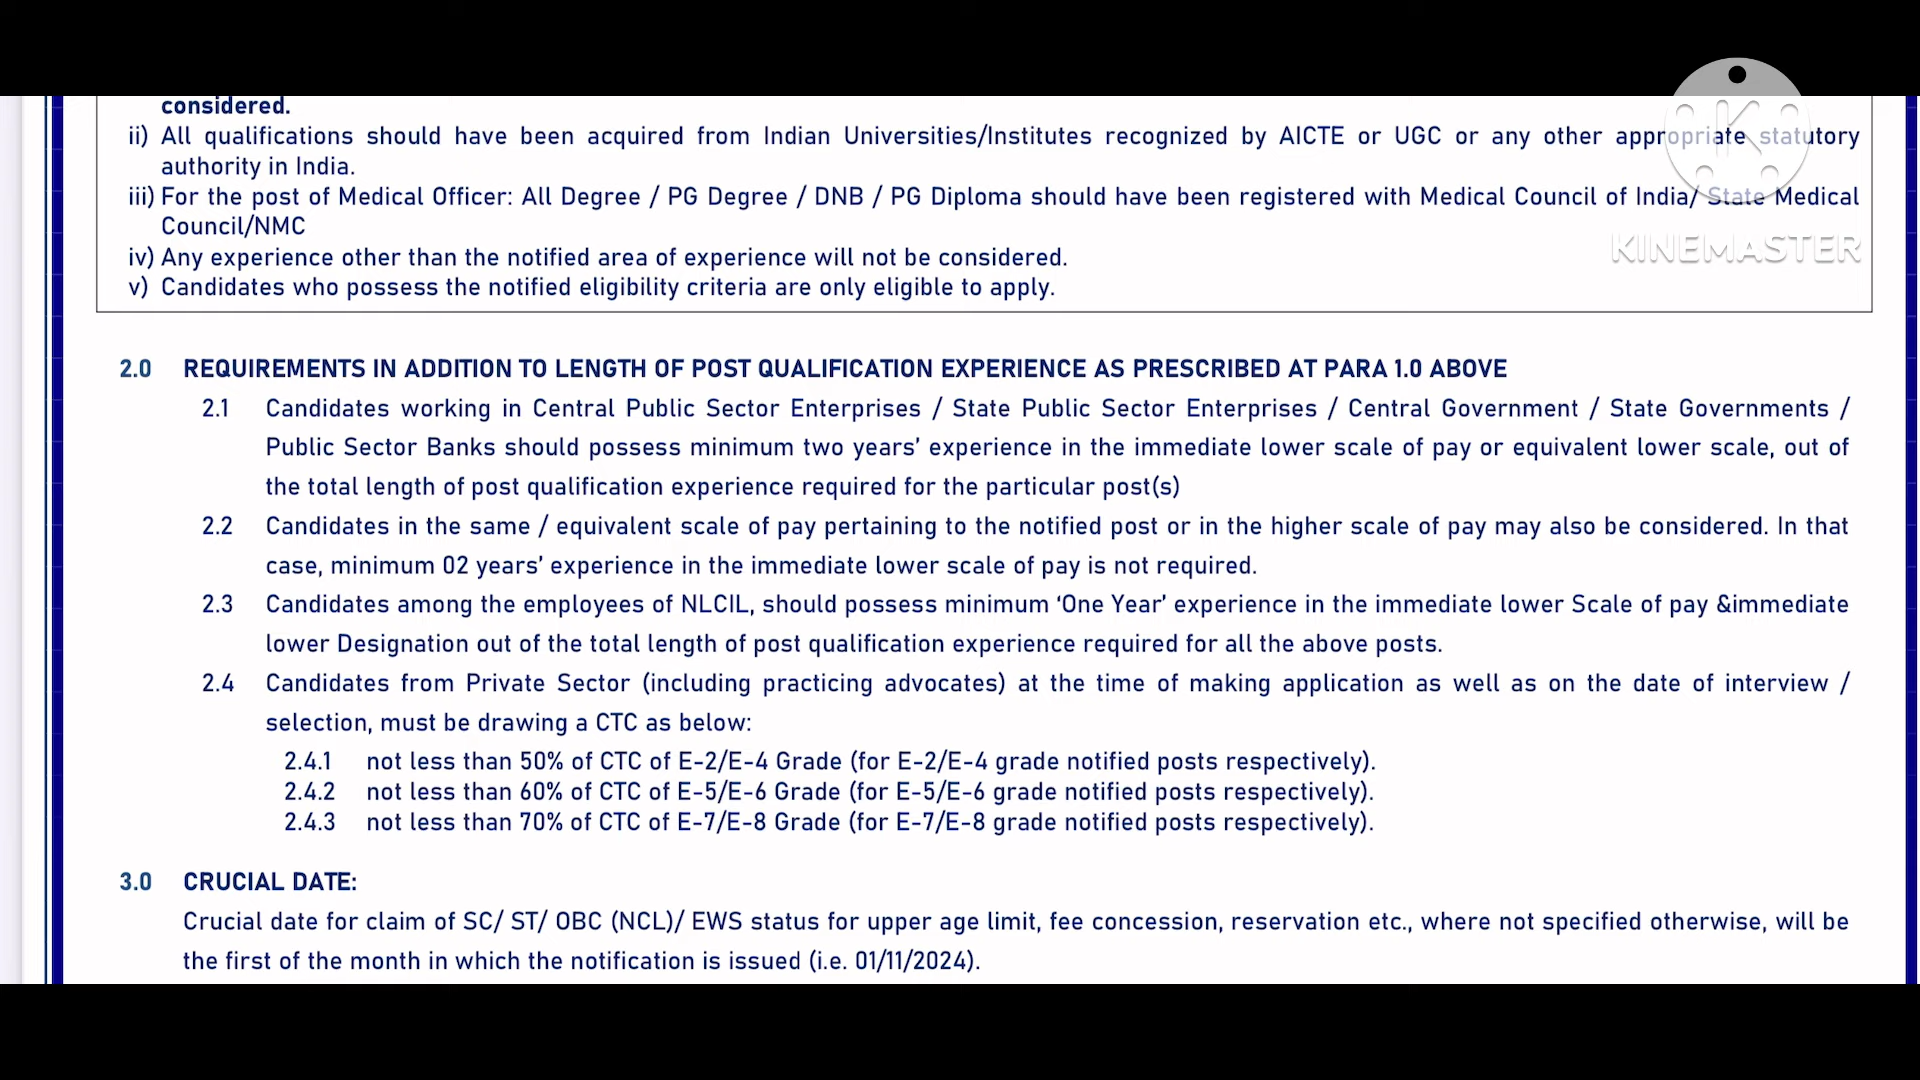 considered.
ii) All qualifications should have been acquired from Indian Universities/Institutes recognized by AICTE or UGC or any other appropriate statutory
authority in India.
iii) For the post of Medical Officer: All Degree / PG Degree / DNB / PG Diploma should have been registered with Medical Council of India/ State Medical
Council/NMC
KINEMASTER
iv) Any experience other than the notified area of experience will not be considered.
v) Candidates who possess the notified eligibility criteria are only eligible to apply.
2.0 REQUIREMENTS IN ADDITION TO LENGTH OF POST QUALIFICATION EXPERIENCE AS PRESCRIBED AT PARA 1.0 ABOVE
2.1 Candidates working in Central Public Sector Enterprises / State Public Sector Enterprises / Central Government / State Governments /
Public Sector Banks should possess minimum two years’ experience in the immediate lower scale of pay or equivalent lower scale, out of
the total length of post qualification experience required for the particular post(s)
2.2 Candidates in the same / equivalent scale of pay pertaining to the notified post or in the higher scale of pay may also be considered. In that
case, minimum 02 years’ experience in the immediate lower scale of pay is not required.
2.3 Candidates among the employees of NLCIL, should possess minimum ‘One Year’ experience in the immediate lower Scale of pay &immediate
lower Designation out of the total length of post qualification experience required for all the above posts.
2.4 Candidates from Private Sector (including practicing advocates) at the time of making application as well as on the date of interview /
selection, must be drawing a CTC as below:
2.4.1 not less than 50% of CTC of E-2/E-4 Grade (for E-2/E-4 grade notified posts respectively).
2.4.2 not less than 60% of CTC of E-5/E-6 Grade (for E-5/E-6 grade notified posts respectively).
2.4.3 not less than 70% of CTC of E-7/E-8 Grade (for E-7/E-8 grade notified posts respectively).
3.0 CRUCIAL DATE:
Crucial date for claim of SC/ ST/ OBC (NCL)/ EWS status for upper age limit, fee concession, reservation etc., where not specified otherwise, will be
the first of the month in which the notification is issued (i.e. 01/11/2024).